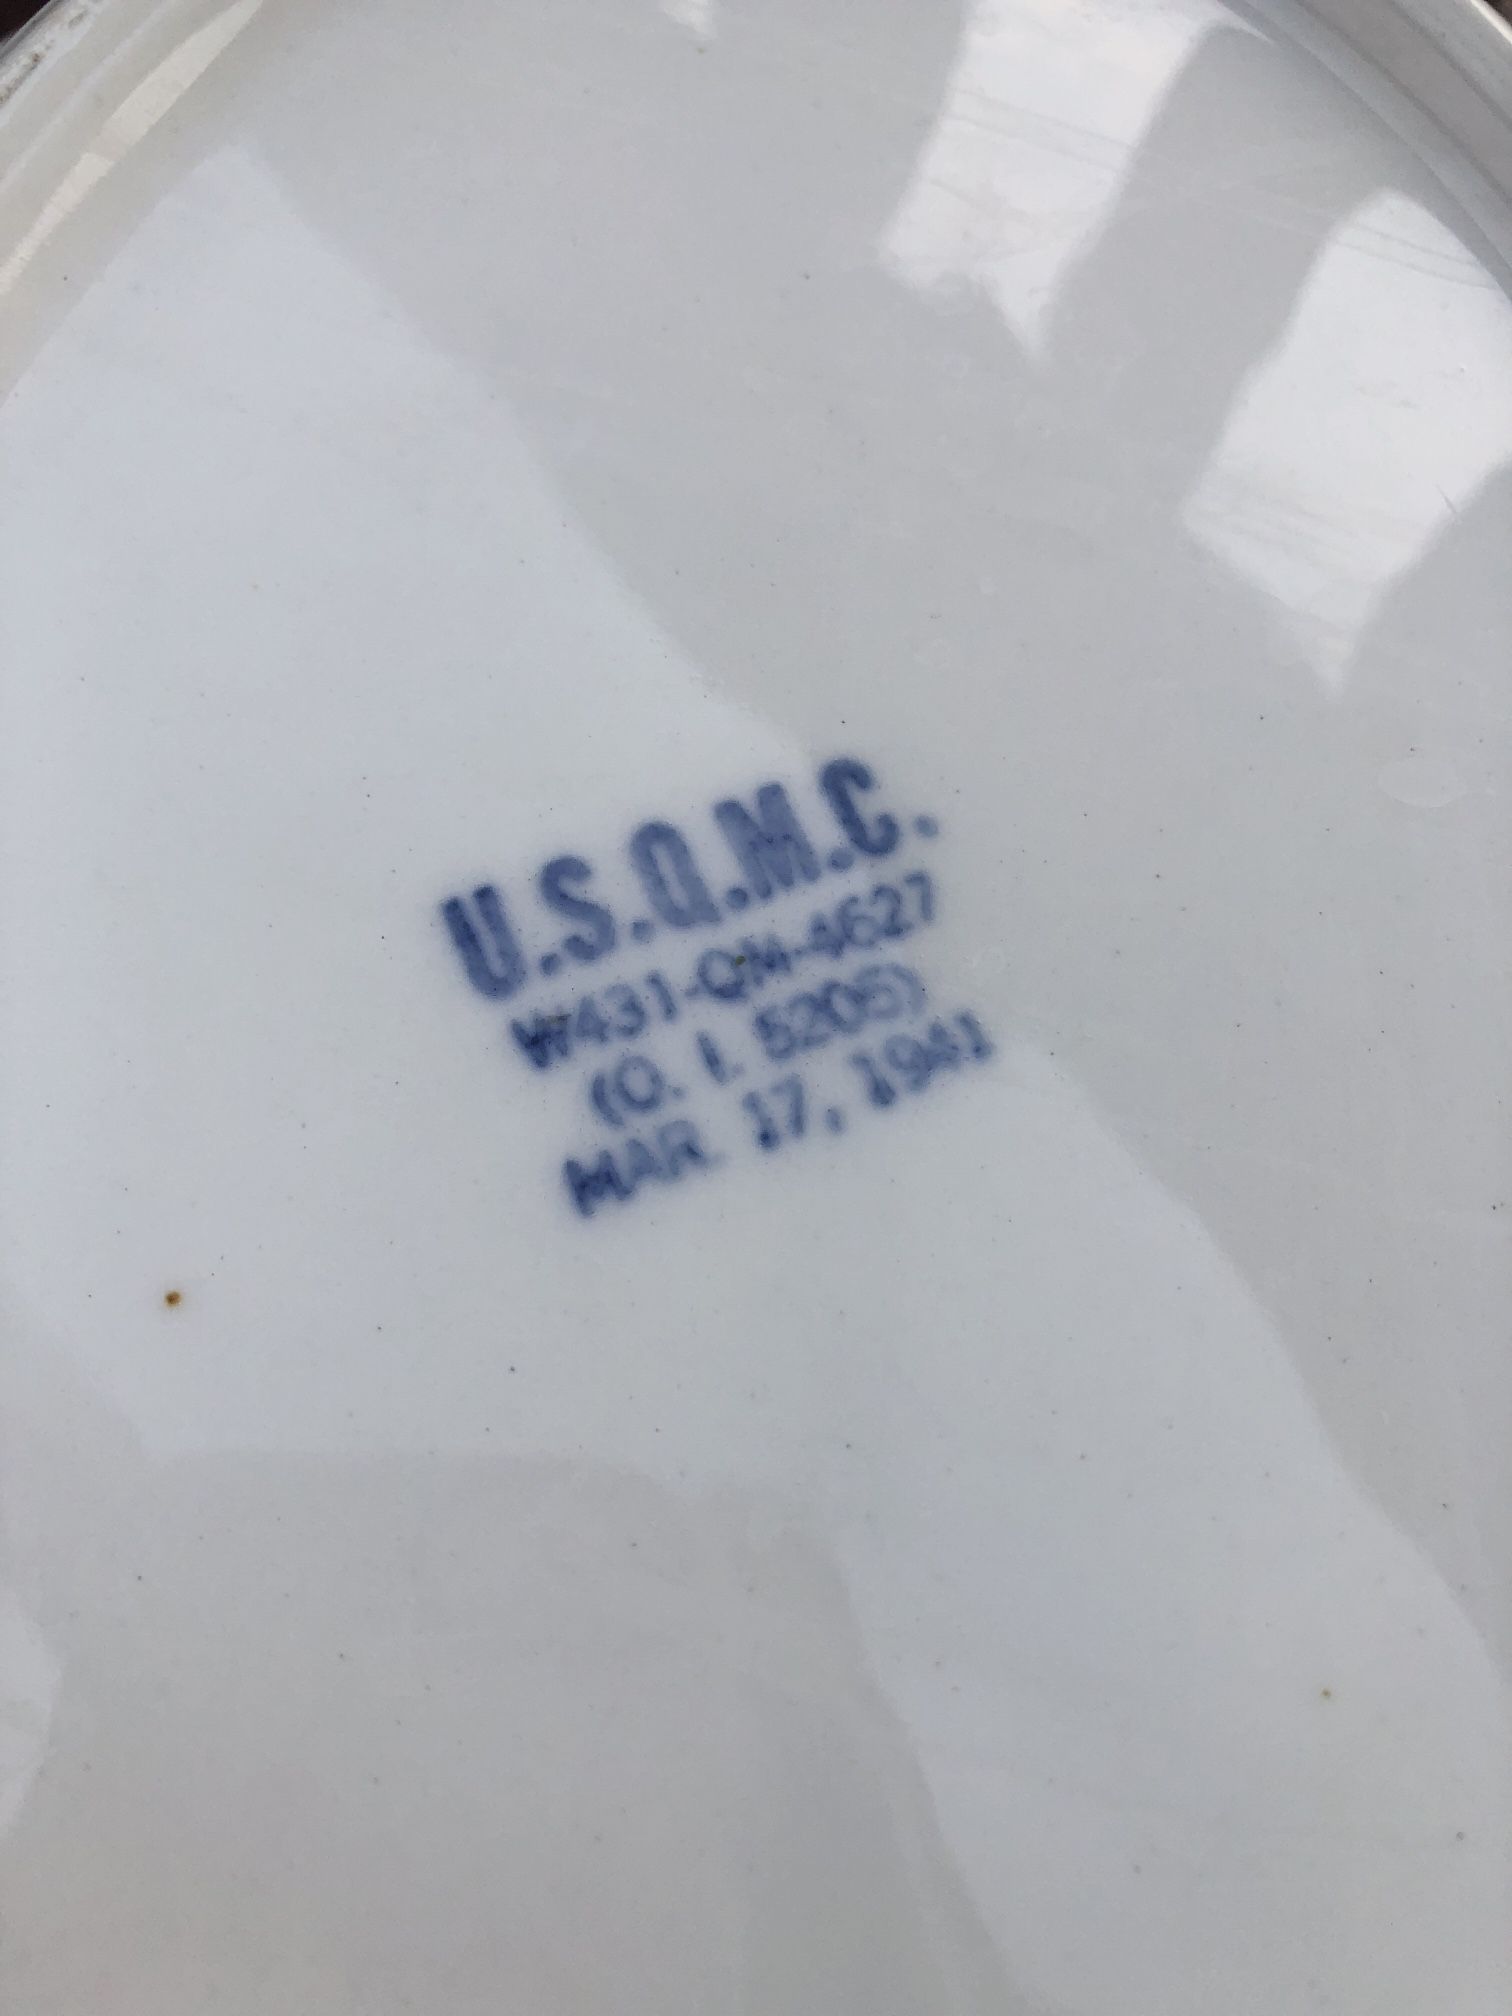 U.S.Q.M.C.
W431-QM-4627
(O. I. 5205)
MAR. 17, 1941